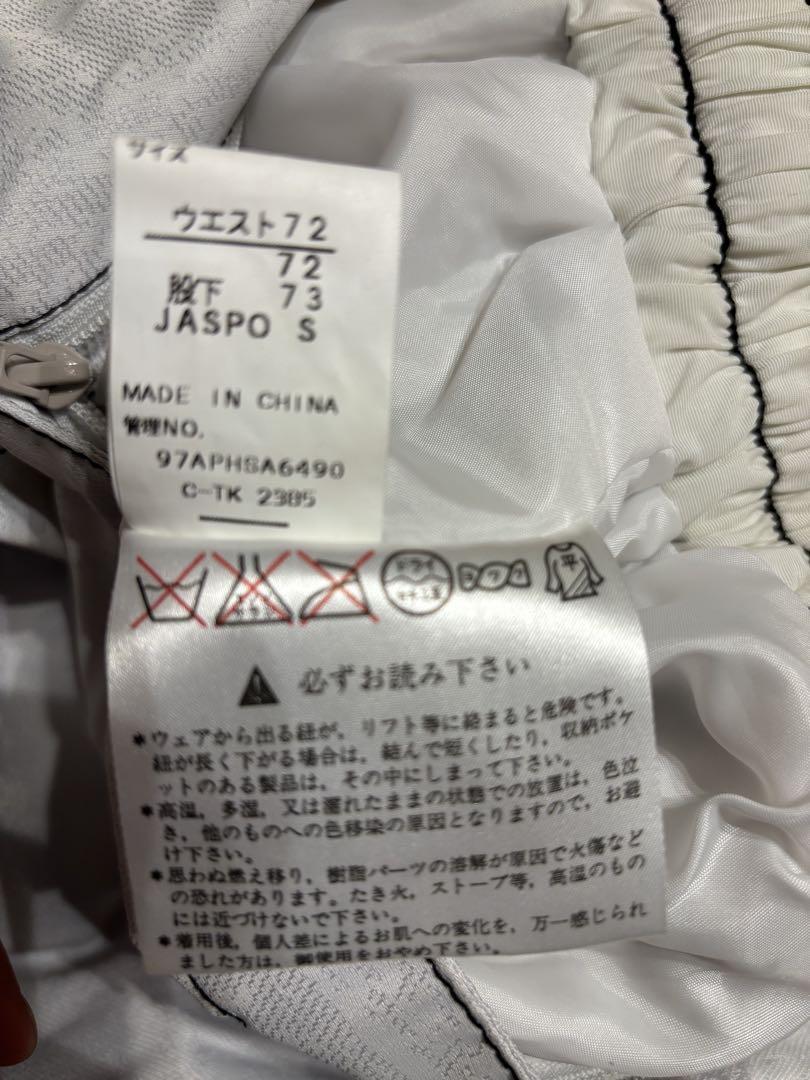 サイズ
ウエスト72
72
股下 73
JASPO S
MADE IN CHINA
管理NO.
97APHSA6490
C-TK 2385
ドライ
平
必ずお読み下さい
*ウェアから出る紐が、リフト等に絡まると危険です。
紐が長く下がる場合は、結んで短くしたり、収納ポケ
ットのある製品は、その中にしまって下さい。
*高温、多湿、又は濡れたままの状態での放置は、色泣
き、他のものへの色移染の原因となりますので、お避
け下さい。
*思わぬ燃え移り、樹脂パーツの溶解が原因で火傷など
の恐れがあります。たき火、ストーブ等、高温のもの
には近づけないで下さい。
*着用後、個人差によるお肌への変化を、万一感じられ
ました方は、御使用をおやめ下さい。